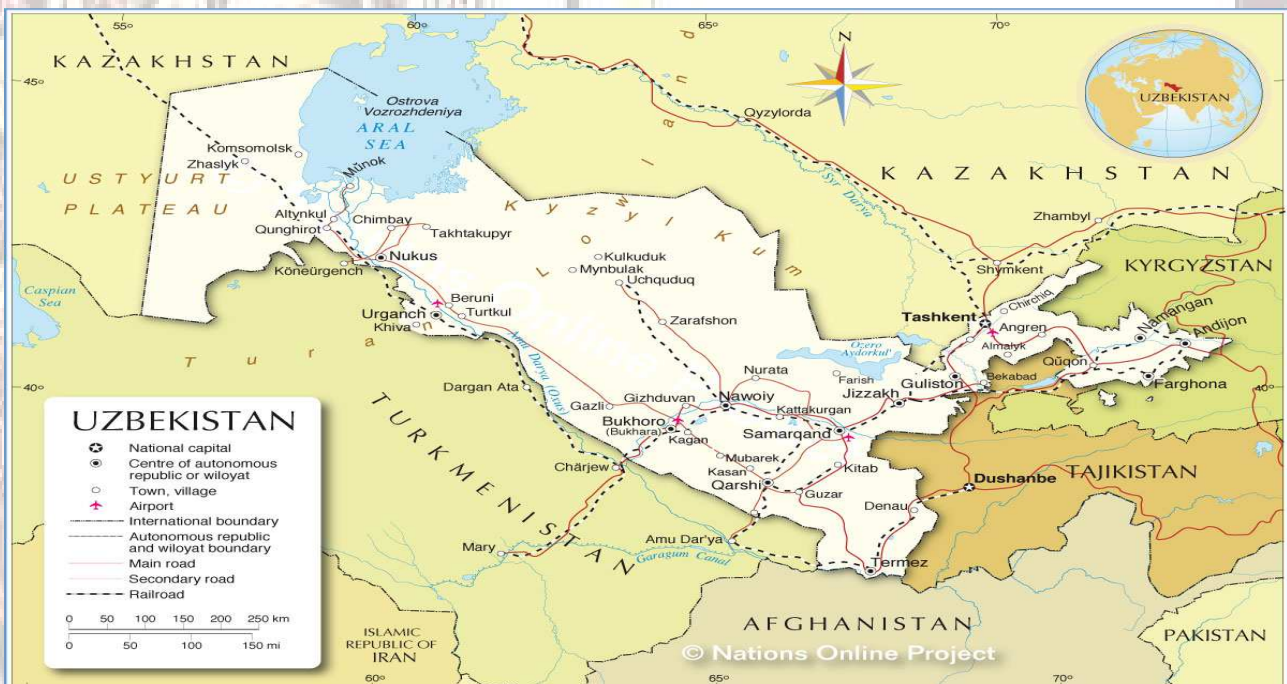 55°
60°
65°
70°
KAZAKHSTAN
45°
Ostrova
Vozrozhdeniya
ARAL
SEA
N
UZBEKISTAN
Qyzylorda
Komsomolsk
Zhaslyk
Mŭnok
USTYURT
PLATEAU
KAZAKHSTAN
Syr Darya
Altynkul
Chimbay
Qunghirot
Takhtakupyr
Kyzyl Kum
Zhambyl
Nukus
Köneürgench
Kulkuduk
Mynbulak
Uchquduq
Shymkent
KYRGYZSTAN
Caspian
Sea
Beruni
Urganch
Turtkul
Khiva
Zarafshon
Chirchiq
Tashkent
Angren
Almalyk
Namangan
Andijon
Turan
Lowland
Amu Darya (Oxus)
Ozero
Aydorkul'
Qŭqon
Bekabad
Farghona
Guliston
40°
40°
Dargan Ata
Nurata
Farish
Jizzakh
Gizhduvan
Nawoiy
Gazli
Kattakurgan
Bukhoro
(Bukhara)
Kagan
Samarqand
TURKMENISTAN
Chärjew
Mubarek
Kasan
Kitab
Qarshi
Guzar
Dushanbe
TAJIKISTAN
Denau
Mary
Amu Dar'ya
Garagum Canal
Termez
AFGHANISTAN
PAKISTAN
ISLAMIC
REPUBLIC OF
IRAN
© Nations Online Project
60°
65°
70°
UZBEKISTAN
National capital
Centre of autonomous
republic or wiloyat
Town, village
Airport
International boundary
Autonomous republic
and wiloyat boundary
Main road
Secondary road
Railroad
0 50 100 150 200 250 km
0 50 100 150 mi